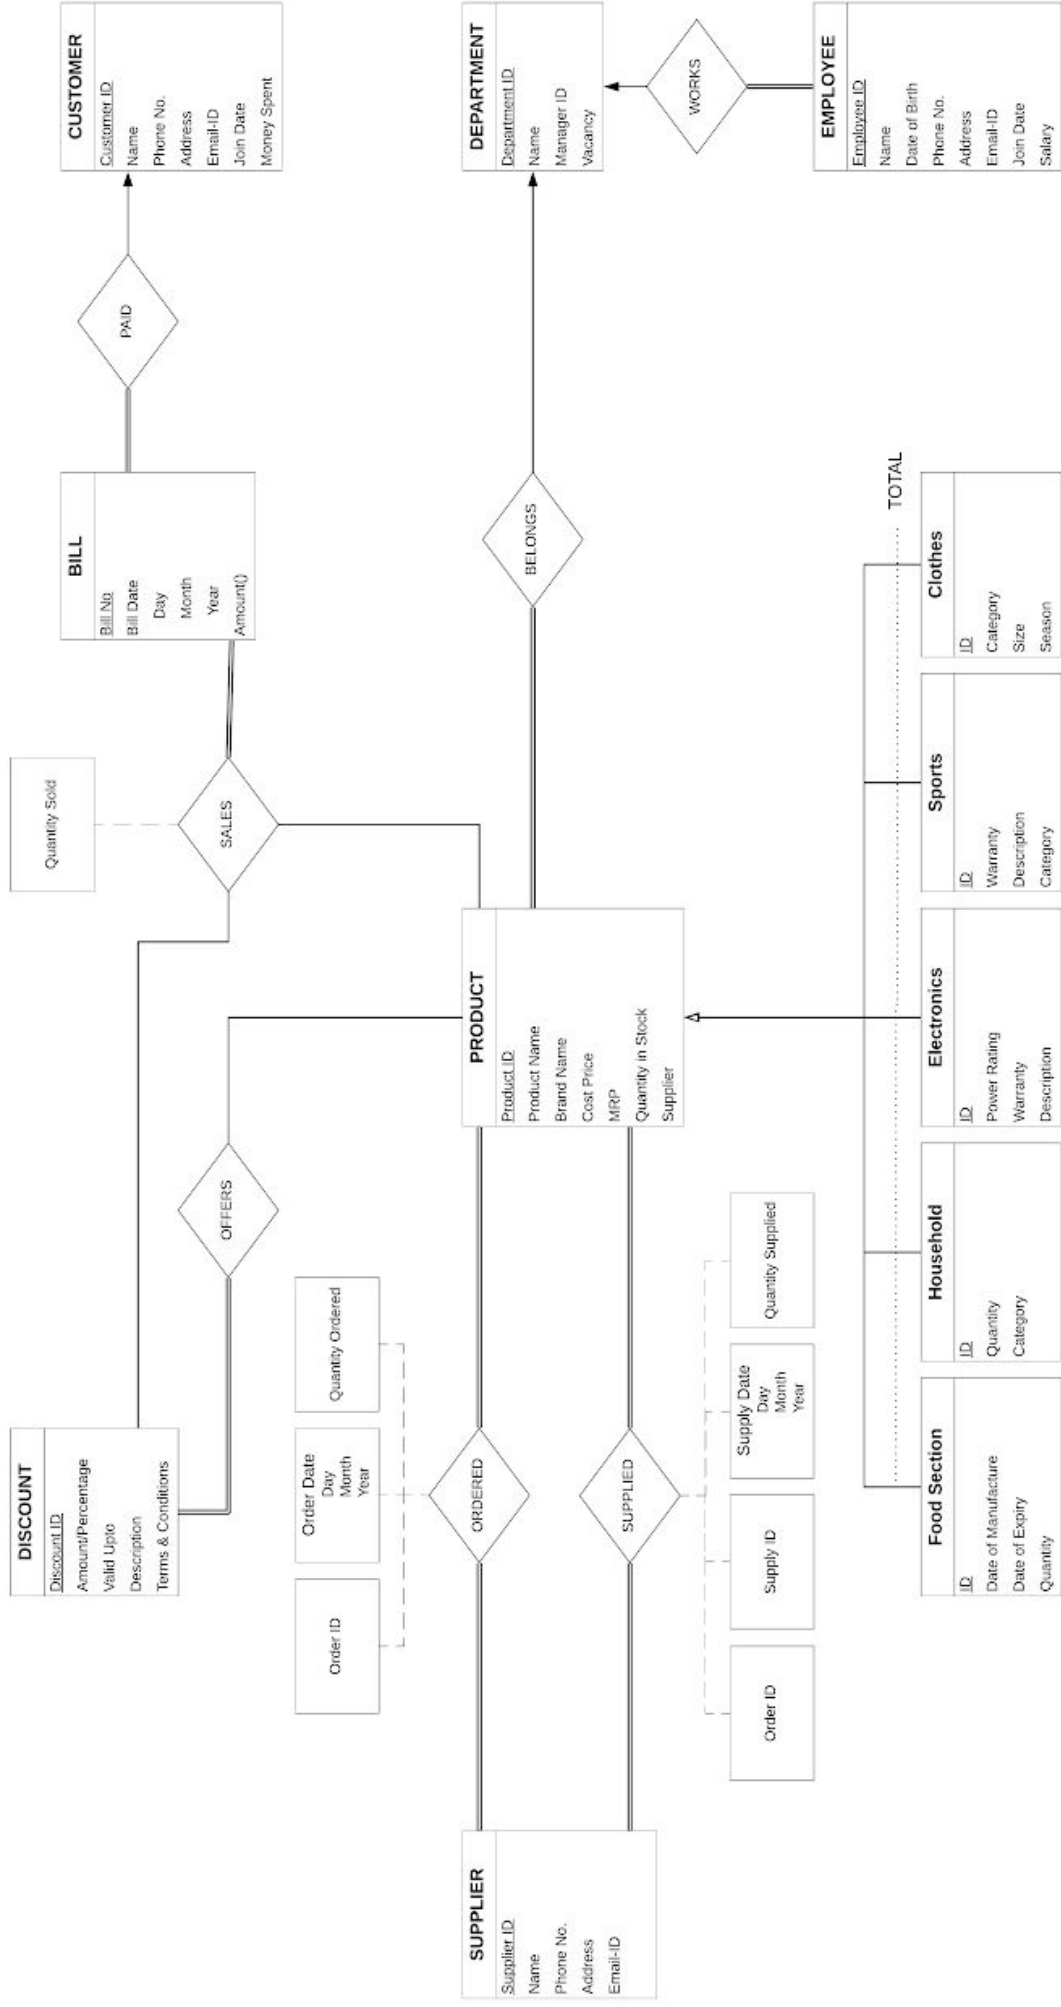 DISCOUNT
Discount ID
Amount/Percentage
Valid Upto
Description
Terms & Conditions
Quantity Sold
BILL
Bill No
Bill Date
Day
Month
Year
Amount()
PAID
CUSTOMER
Customer ID
Name
Phone No.
Address
Email-ID
Join Date
Money Spent
OFFERS
SALES
Order ID
Order Date
Day
Month
Year
Quantity Ordered
SUPPLIER
Supplier ID
Name
Phone No.
Address
Email-ID
ORDERED
SUPPLIED
PRODUCT
Product ID
Product Name
Brand Name
Cost Price
MRP
Quantity in Stock
Supplier
BELONGS
DEPARTMENT
Department ID
Name
Manager ID
Vacancy
WORKS
Order ID
Supply ID
Supply Date
Day
Month
Year
Quantity Supplied
EMPLOYEE
Employee ID
Name
Date of Birth
Phone No.
Address
Email-ID
Join Date
Salary
TOTAL
Food Section
ID
Date of Manufacture
Date of Expiry
Quantity
Household
ID
Quantity
Category
Electronics
ID
Power Rating
Warranty
Description
Sports
ID
Warranty
Description
Category
Clothes
ID
Category
Size
Season